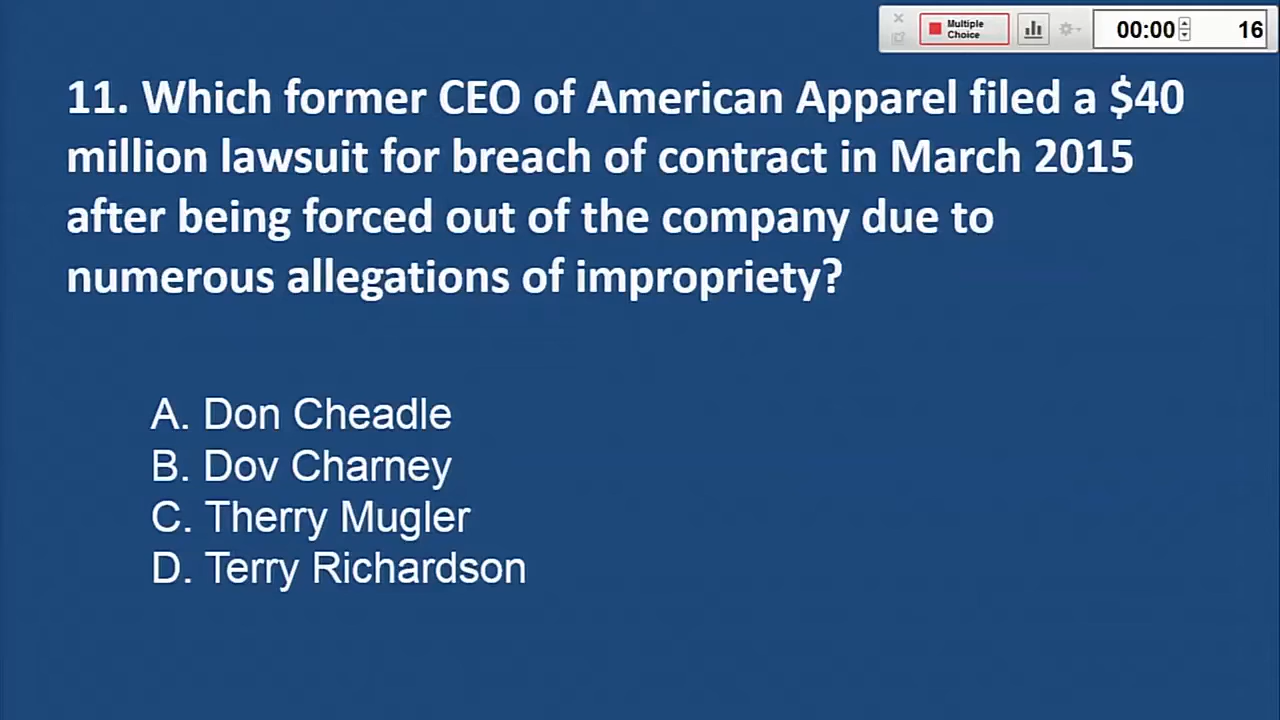 Multiple
Choice
00:00
16
11. Which former CEO of American Apparel filed a $40
million lawsuit for breach of contract in March 2015
after being forced out of the company due to
numerous allegations of impropriety?
A. Don Cheadle
B. Dov Charney
C. Therry Mugler
D. Terry Richardson